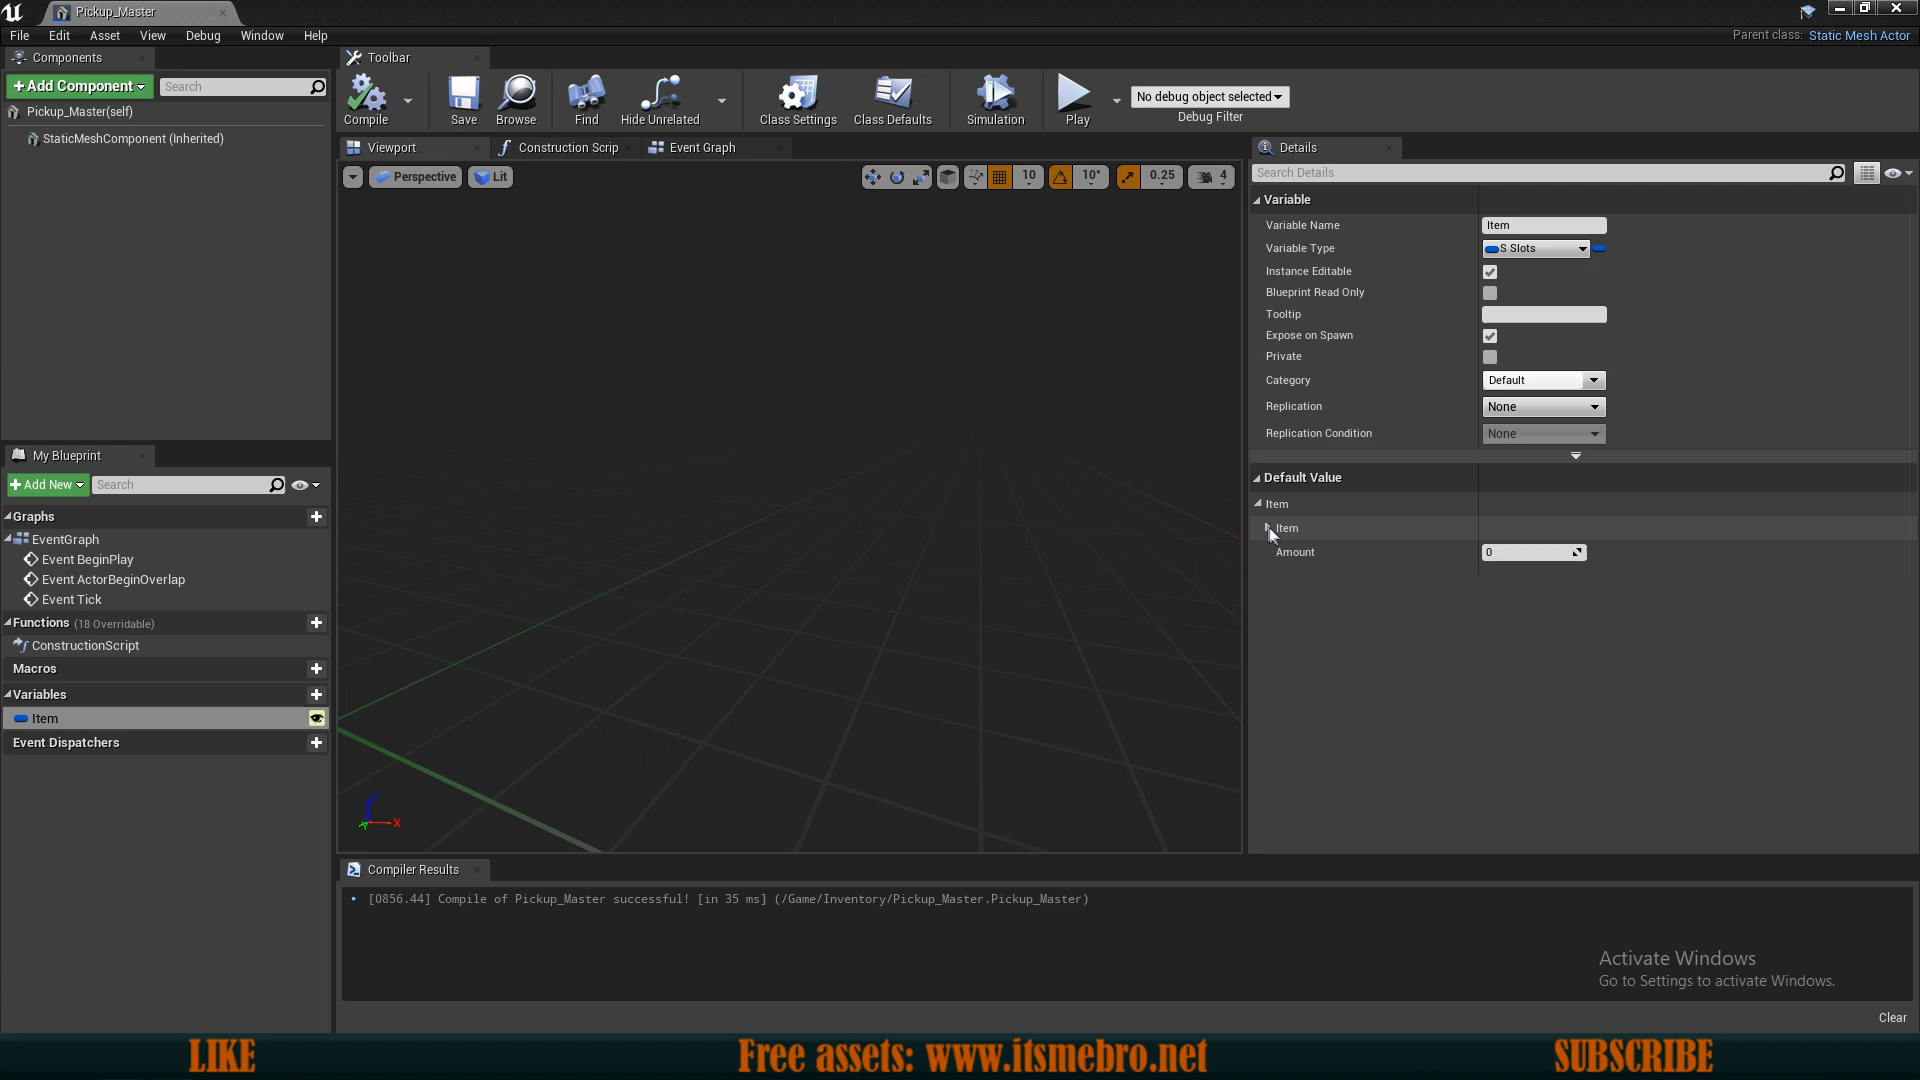 Pickup_Master
File Edit Asset View Debug Window Help
Parent class: Static Mesh Actor
Components
+Add Component
Search
Pickup_Master(self)
StaticMeshComponent (Inherited)
My Blueprint
+Add New
Search
Graphs
EventGraph
Event BeginPlay
Event ActorBeginOverlap
Event Tick
Functions (18 Overridable)
ConstructionScript
Macros
Variables
Item
Event Dispatchers
Toolbar
Compile
Save
Browse
Find
Hide Unrelated
Class Settings
Class Defaults
Simulation
Play
No debug object selected
Debug Filter
Viewport
Construction Scrip
Event Graph
Perspective
Lit
10
10°
0.25
4
X
Details
Search Details
Variable
Variable Name Item
Variable Type S Slots
Instance Editable
Blueprint Read Only
Tooltip
Expose on Spawn
Private
Category Default
Replication None
Replication Condition None
Default Value
Item
Item
Amount 0
Compiler Results
[0856.44] Compile of Pickup_Master successful! [in 35 ms] (/Game/Inventory/Pickup_Master.Pickup_Master)
Activate Windows
Go to Settings to activate Windows.
Clear
LIKE
Free assets: www.itsmebro.net
SUBSCRIBE